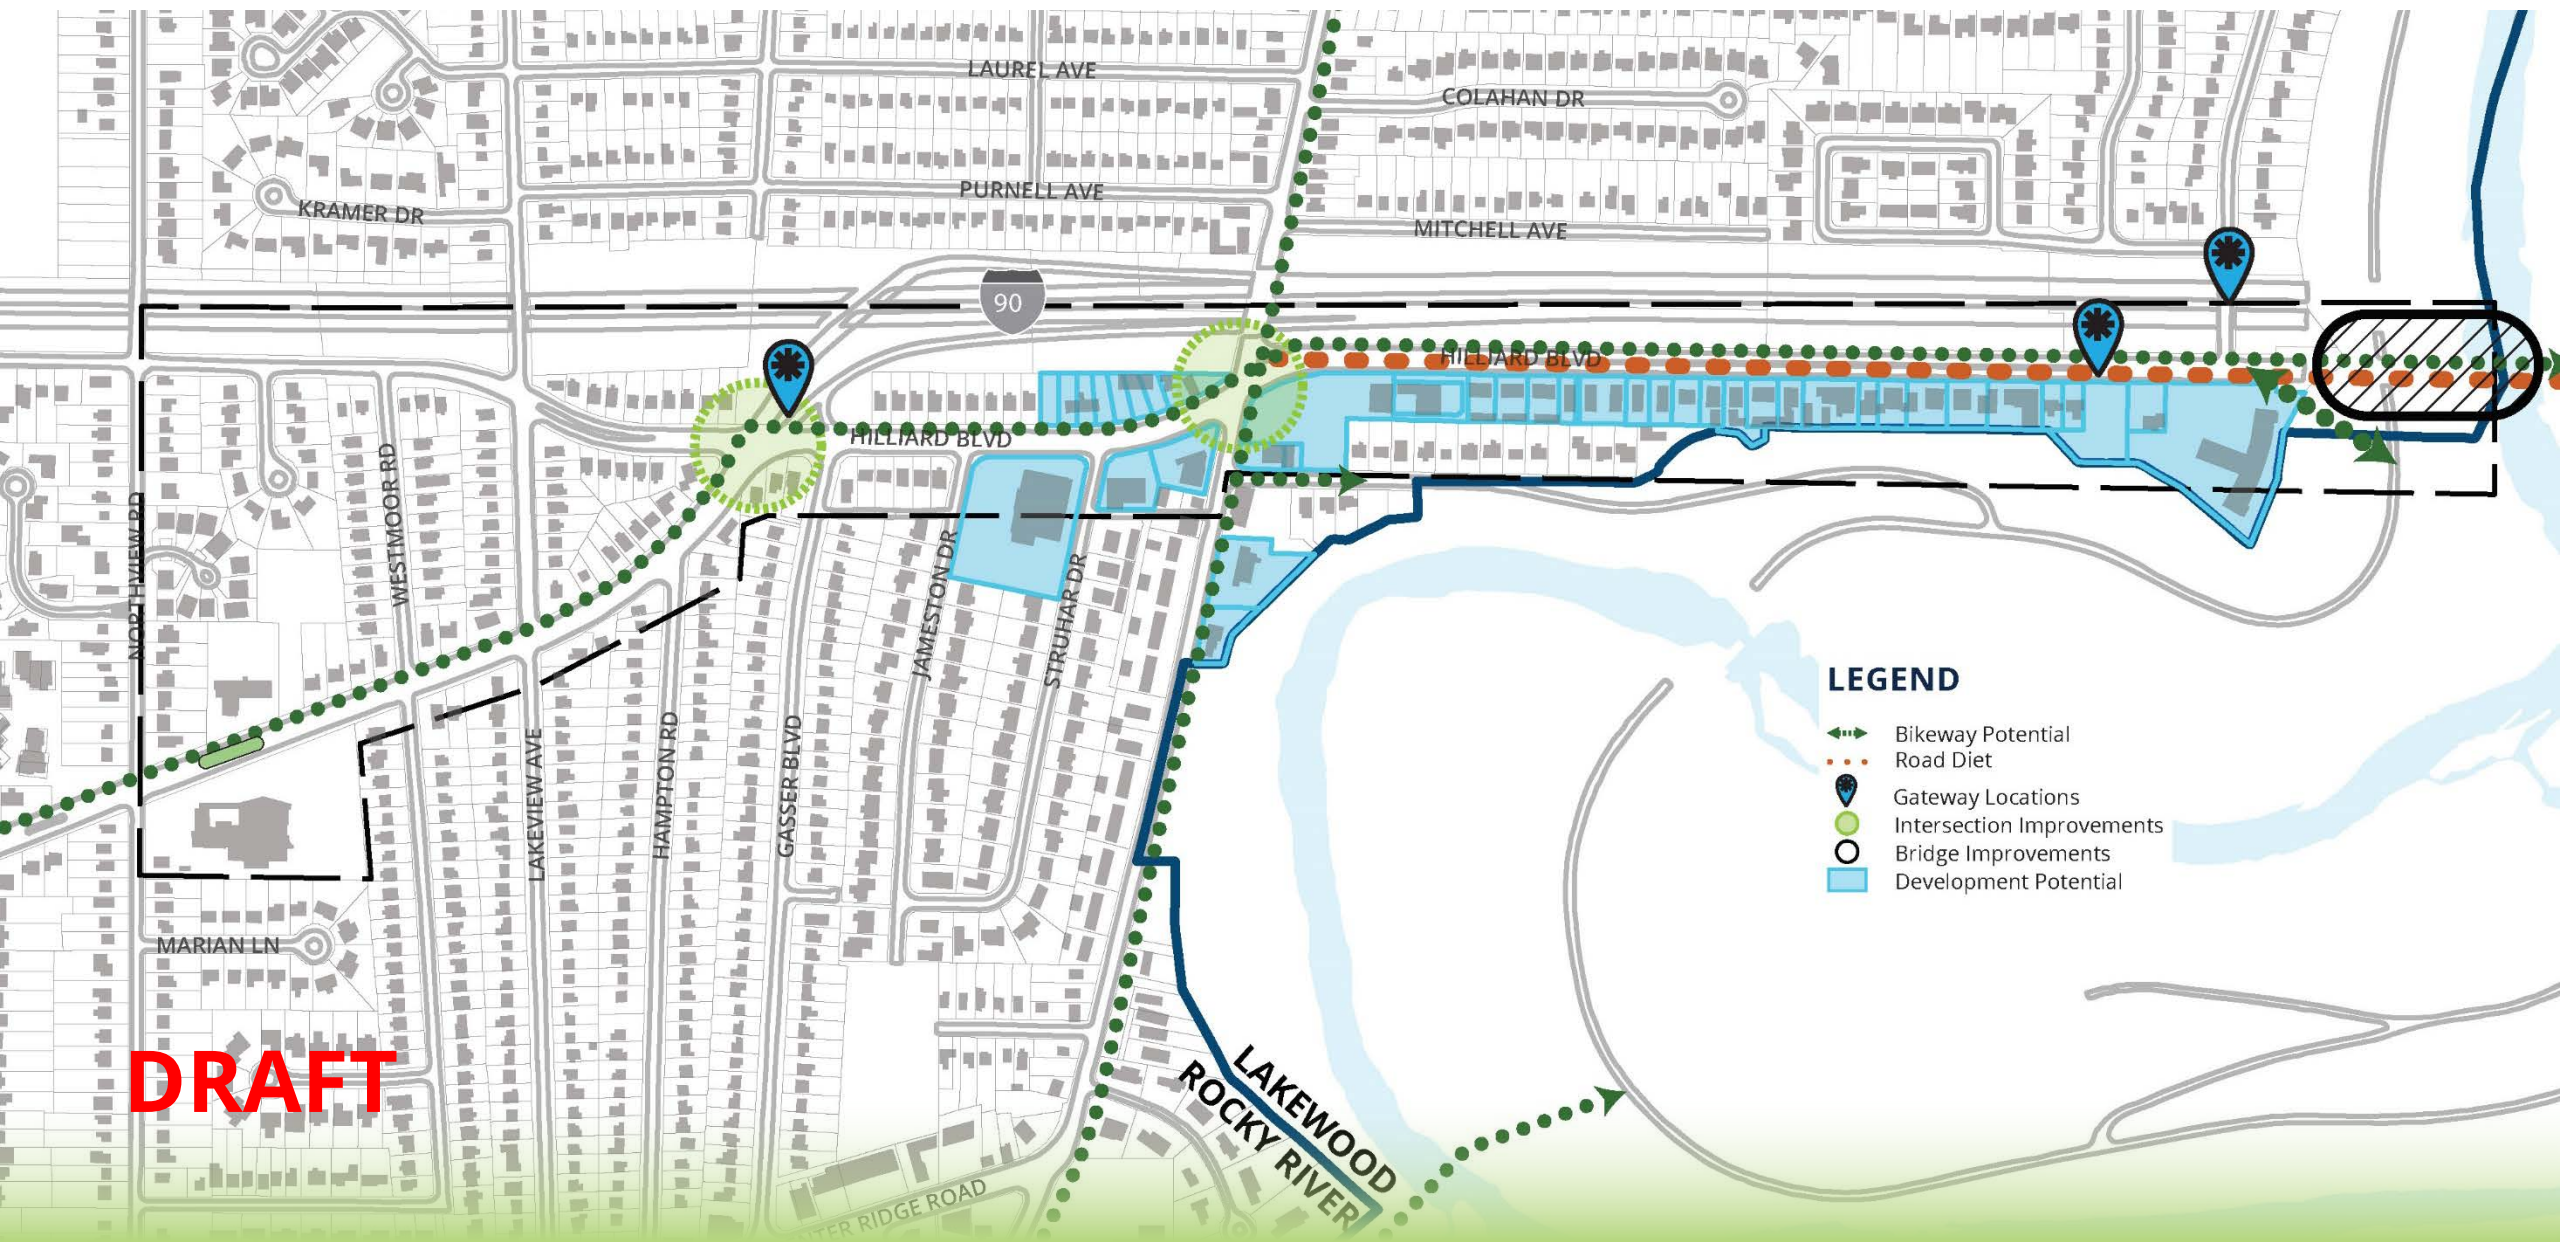 LAUREL AVE
COLAHAN DR
PURNELL AVE
KRAMER DR
MITCHELL AVE
90
HILLIARD BLVD
HILLIARD BLVD
NORTHVIEW RD
WESTMOOR RD
JAMESTON DR
STRUHAR DR
LAKEVIEW AVE
HAMPTON RD
GASSER BLVD
LEGEND
Bikeway Potential
Road Diet
Gateway Locations
Intersection Improvements
Bridge Improvements
Development Potential
MARIAN LN
DRAFT
LAKEWOOD
ROCKY RIVER
RIDGE ROAD